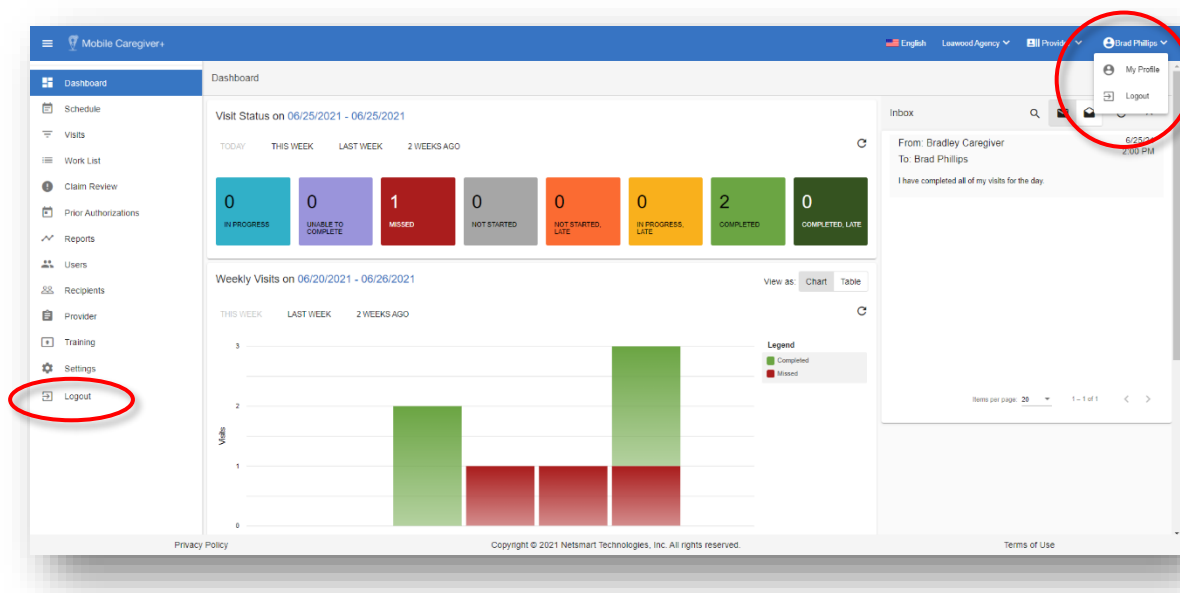 Mobile Caregiver+
English
Leawood Agency
Provider
Brad Phillips
My Profile
Logout
Dashboard
Schedule
Visits
Work List
Claim Review
Prior Authorizations
Reports
Users
Recipients
Provider
Training
Settings
Logout
Dashboard
Visit Status on 06/25/2021 - 06/25/2021
TODAY THIS WEEK LAST WEEK 2 WEEKS AGO
0
IN PROGRESS
0
UNABLE TO
COMPLETE
1
MISSED
0
NOT STARTED
0
NOT STARTED,
LATE
0
IN PROGRESS,
LATE
2
COMPLETED
0
COMPLETED, LATE
Weekly Visits on 06/20/2021 - 06/26/2021
View as: Chart Table
THIS WEEK LAST WEEK 2 WEEKS AGO
3
2
1
0
Visits
Legend
Completed
Missed
Inbox
From: Bradley Caregiver
To: Brad Phillips
2:00 PM
I have completed all of my visits for the day.
Items per page: 20 1 – 1 of 1
Privacy Policy
Copyright © 2021 Netsmart Technologies, Inc. All rights reserved.
Terms of Use